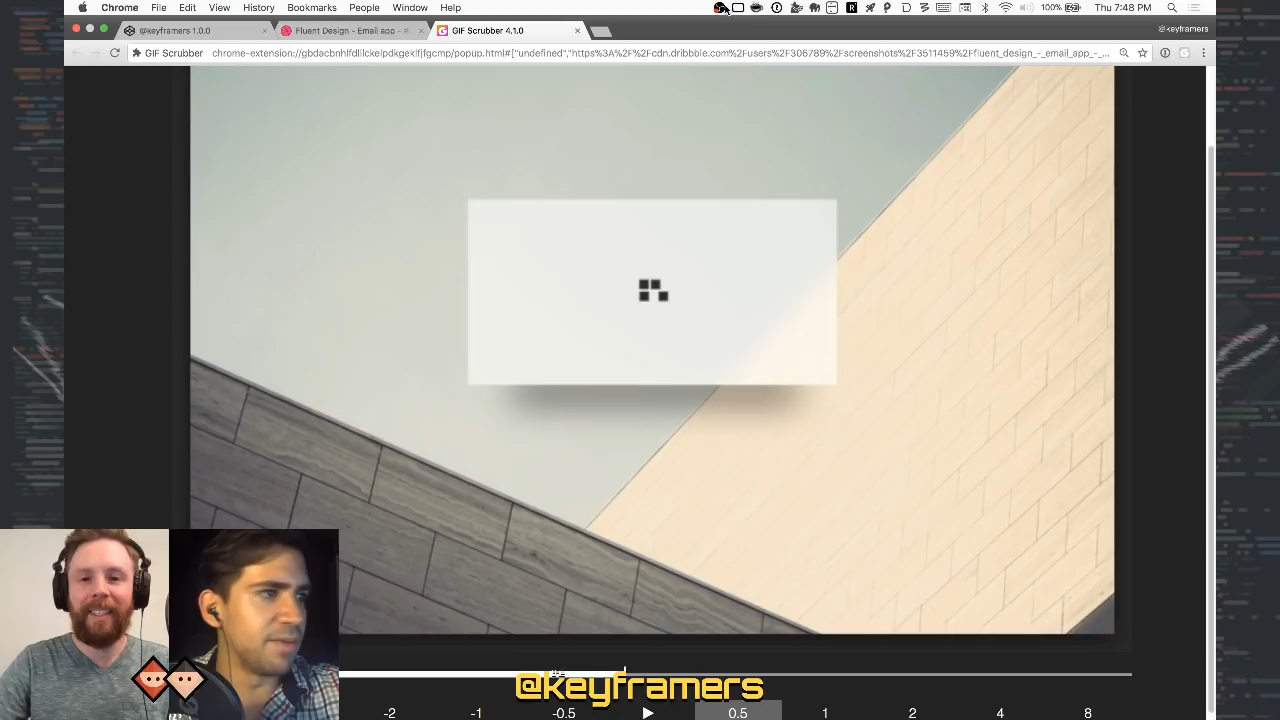 Chrome File Edit View History Bookmarks People Window Help 100% Thu 7:48 PM
@keyframers 1.0.0 × Fluent Design - Email app - # × GIF Scrubber 4.1.0 × @keyframers
GIF Scrubber
-2 -1 -0.5 0.5 1 2 4 8
@keyframers